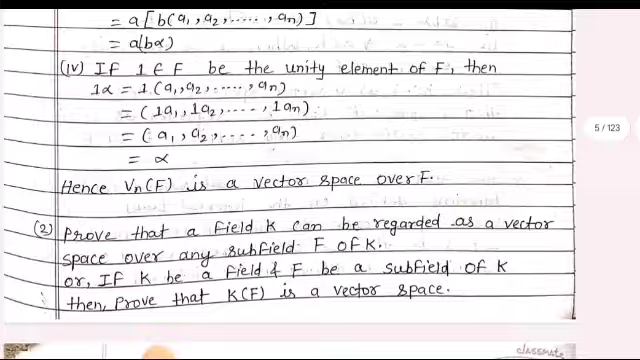 = a[b(a₁,a₂,.....,aₙ)]
= a(bα)
(iv) If 1 ∈ F be the unity element of F, then
1α = 1.(a₁,a₂,.....,aₙ)
= (1a₁,1a₂,.....,1aₙ)
= (a₁,a₂,.....,aₙ)
= α
Hence Vₙ(F) is a vector space over F.
(2) Prove that a field K can be regarded as a vector
space over any subfield F of K.
or, If K be a field & F be a subfield of K
then, prove that K(F) is a vector space.
5 / 123
classmate